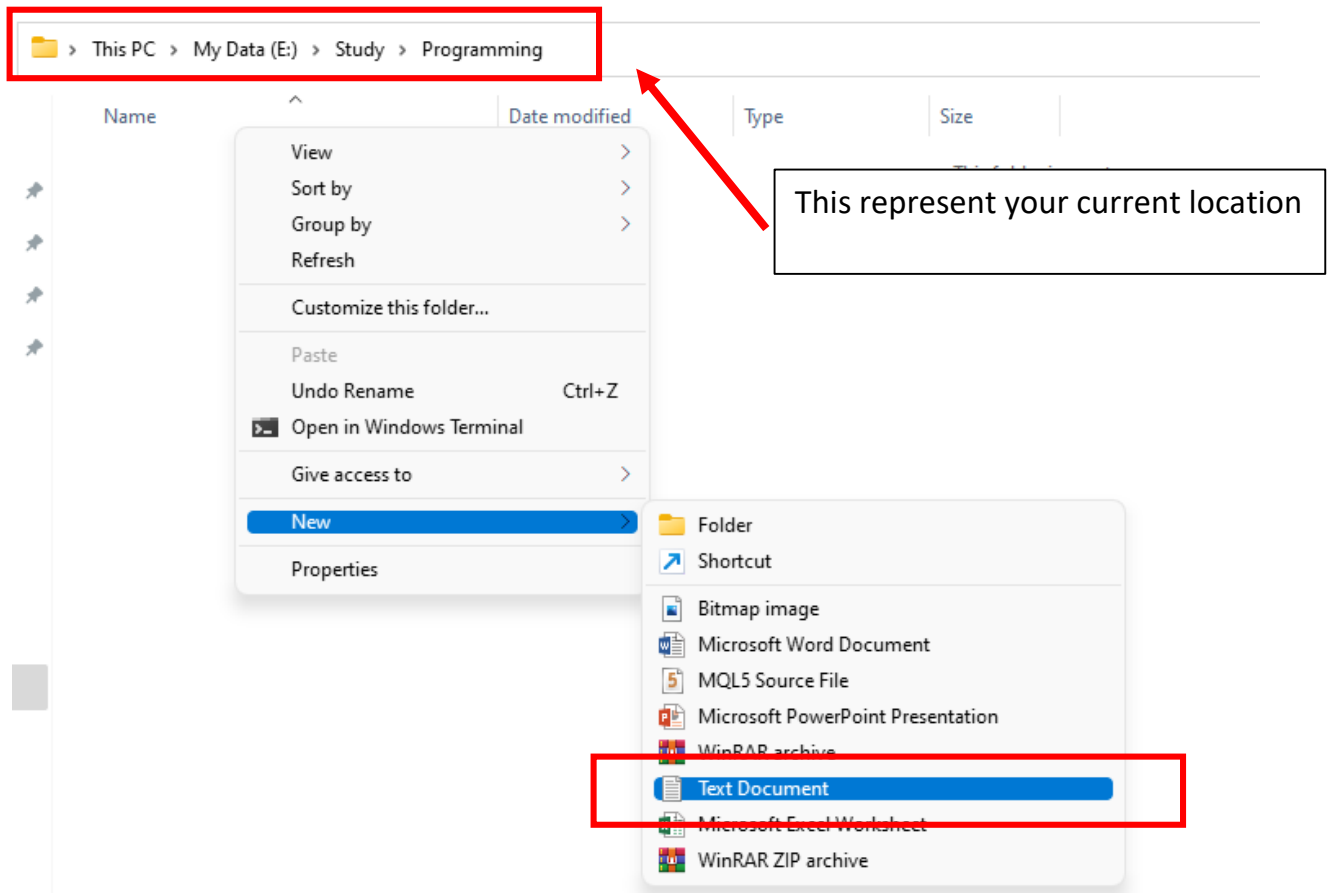 This PC > My Data (E:) > Study > Programming
Name Date modified Type Size
This represent your current location
View
Sort by
Group by
Refresh
Customize this folder...
Paste
Undo Rename Ctrl+Z
Open in Windows Terminal
Give access to
New
Properties
Folder
Shortcut
Bitmap image
Microsoft Word Document
MQL5 Source File
Microsoft PowerPoint Presentation
WinRAR archive
Text Document
Microsoft Excel Worksheet
WinRAR ZIP archive